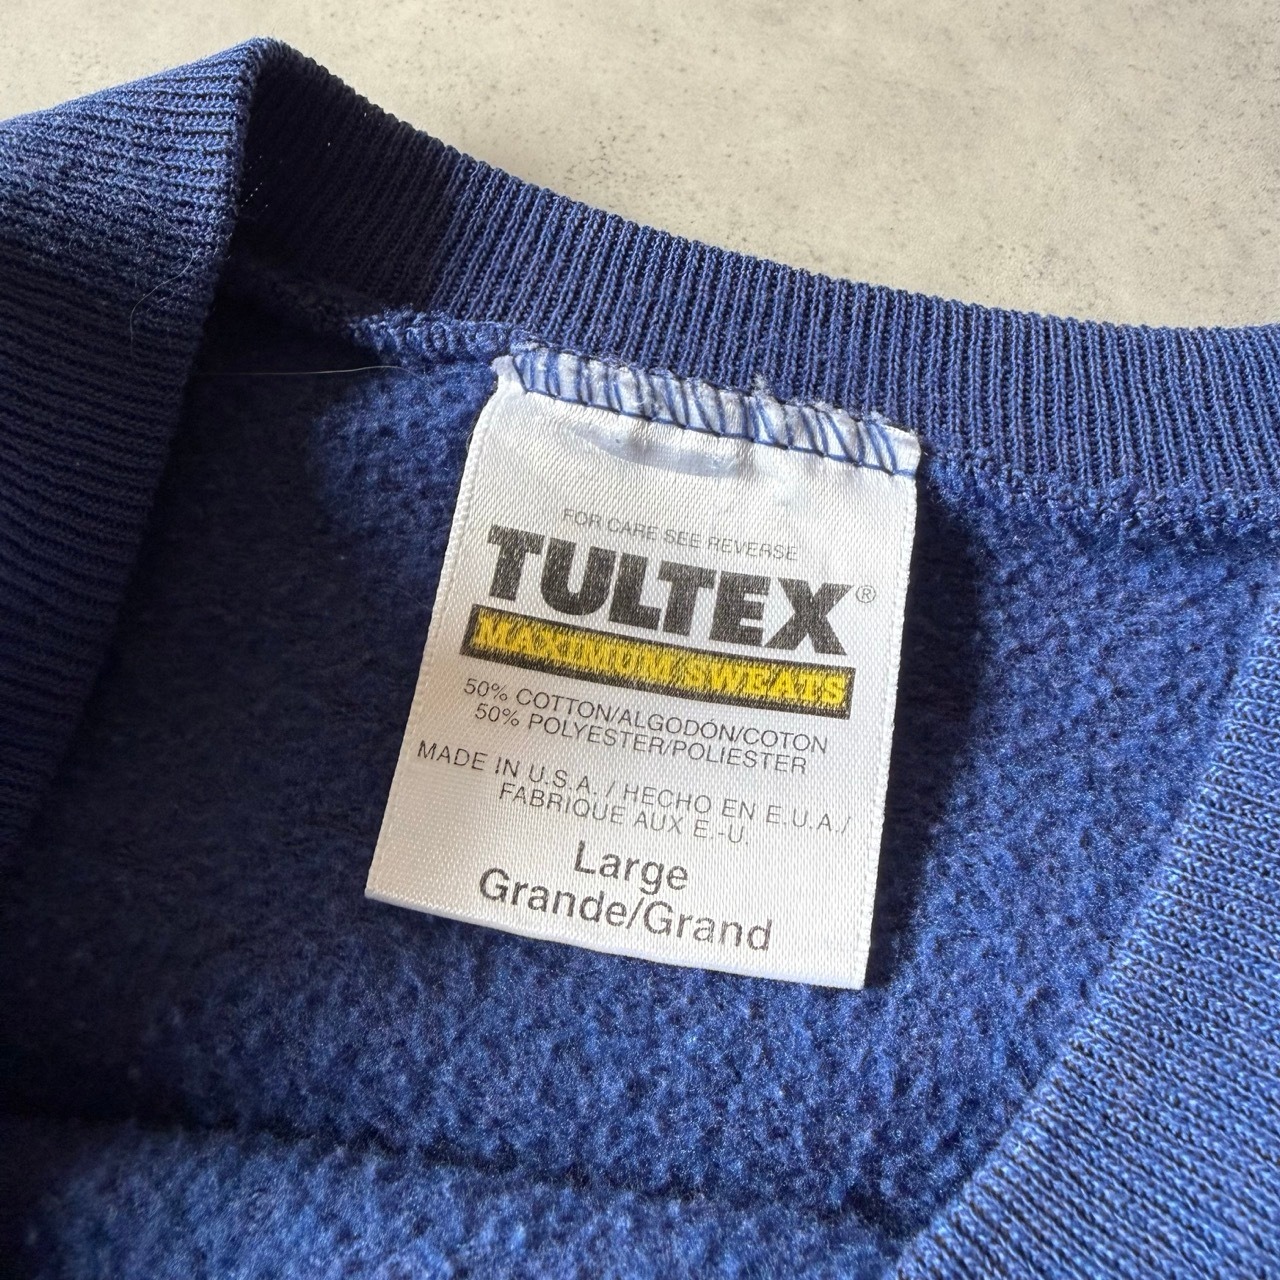 FOR CARE SEE REVERSE
TULTEX®
MAXIMUM SWEATS
50% COTTON/ALGODÓN/COTON
50% POLYESTER/POLIESTER
MADE IN U.S.A. / HECHO EN E.U.A./
FABRIQUE AUX E.-U.
Large
Grande/Grand